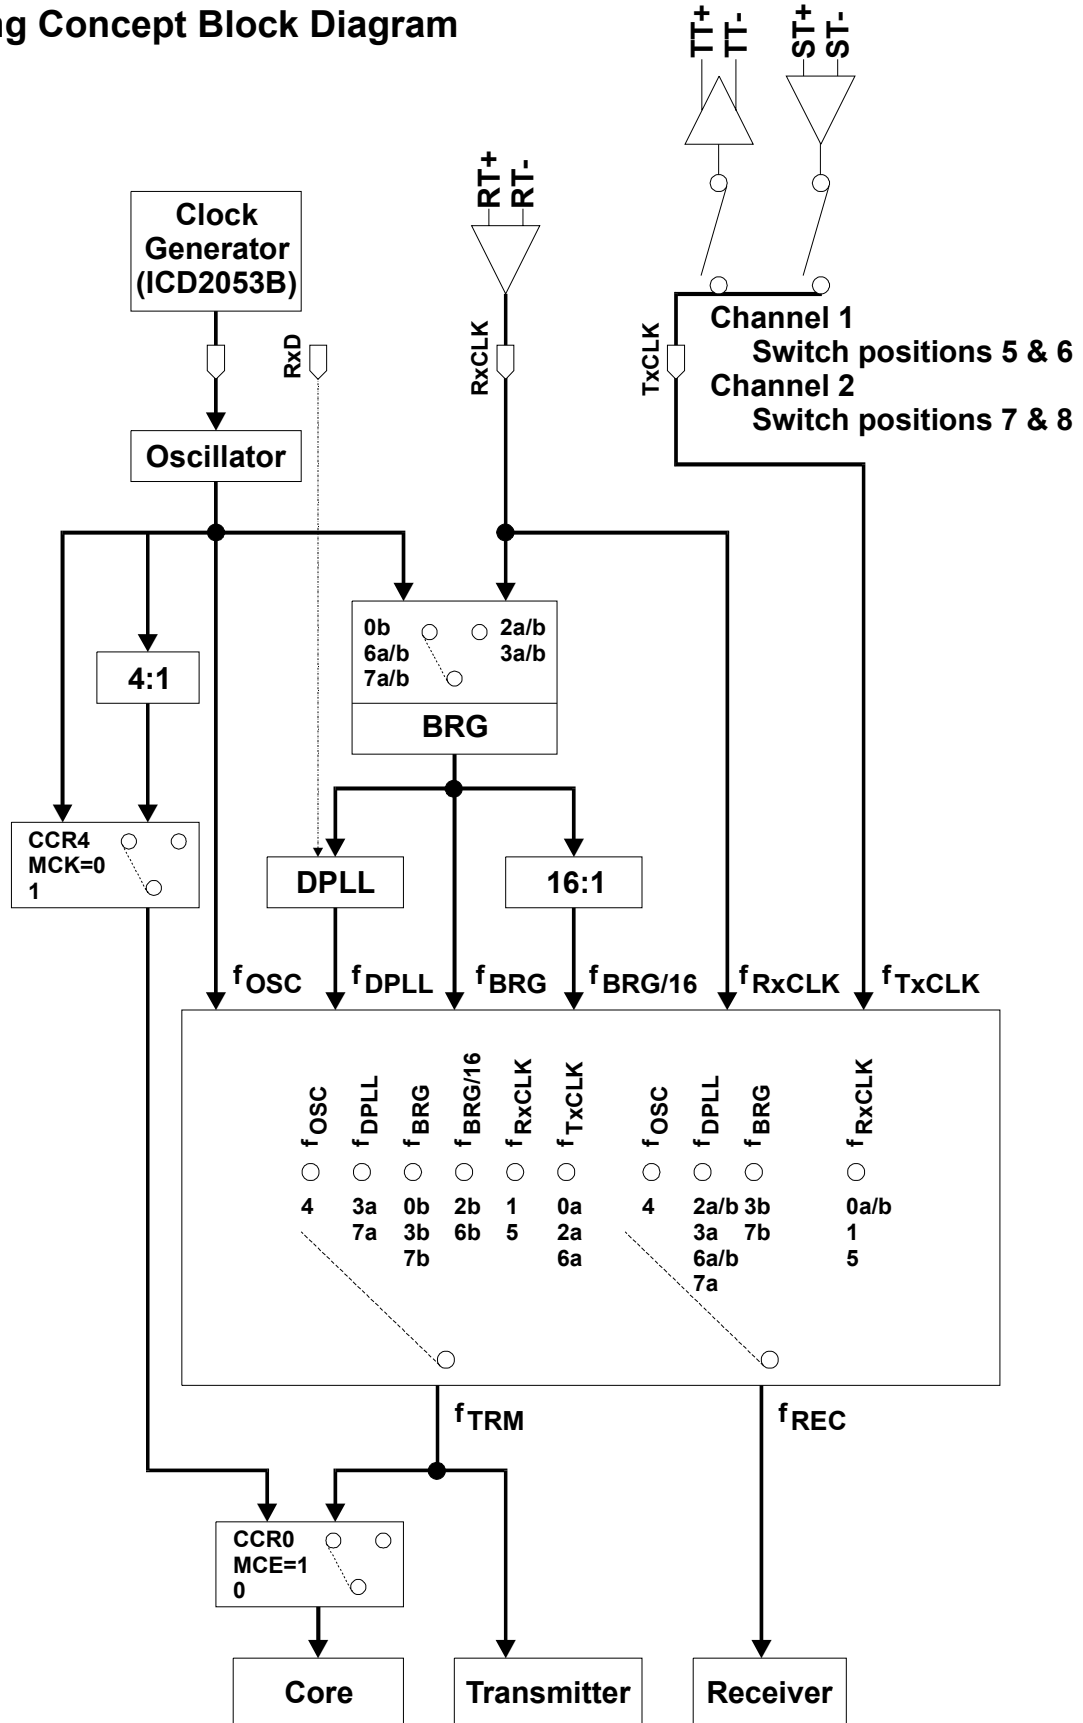 ng Concept Block Diagram
TT+
TT-
ST+
ST-
RT+
RT-
Clock
Generator
(ICD2053B)
RxD
RxCLK
TxCLK
Channel 1
Switch positions 5 & 6
Channel 2
Switch positions 7 & 8
Oscillator
4:1
0b
6a/b
7a/b
2a/b
3a/b
BRG
CCR4
MCK=0
1
DPLL
16:1
fOSC
fDPLL
fBRG
fBRG/16
fRxCLK
fTxCLK
fOSC
fDPLL
fBRG
fBRG/16
fRxCLK
fTxCLK
fOSC
fDPLL
fBRG
fRxCLK
4
3a
7a
0b
3b
7b
2b
6b
1
5
0a
2a
6a
4
2a/b
3a
6a/b
7a
3b
7b
0a/b
1
5
fTRM
fREC
CCR0
MCE=1
0
Core
Transmitter
Receiver